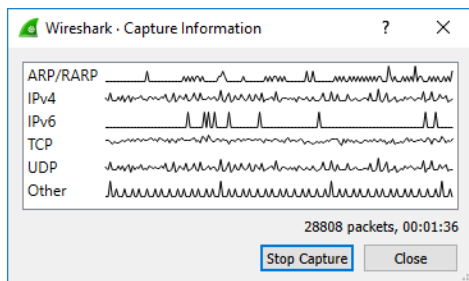 Wireshark · Capture Information
ARP/RARP
IPv4
IPv6
TCP
UDP
Other
28808 packets, 00:01:36
Stop Capture
Close